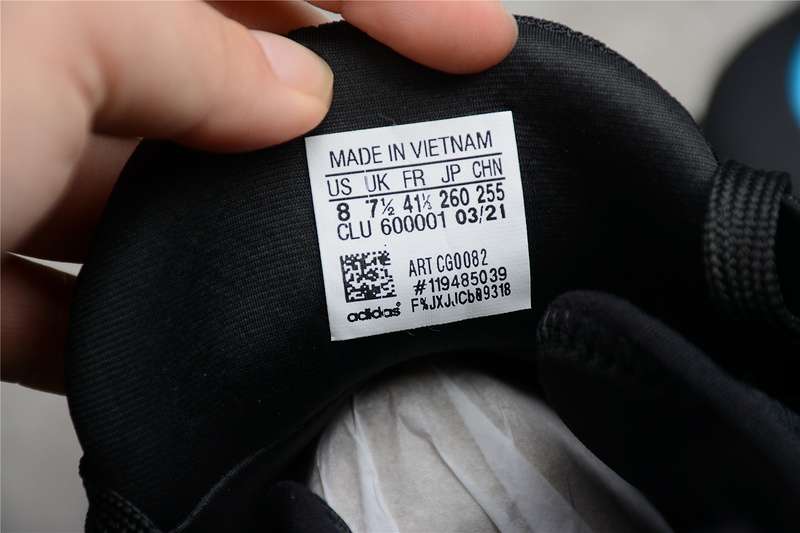 MADE IN VIETNAM
US UK FR JP CHN
8 7½ 41⅓ 260 255
CLU 600001 03/21
ART CG0082
#119485039
adidas